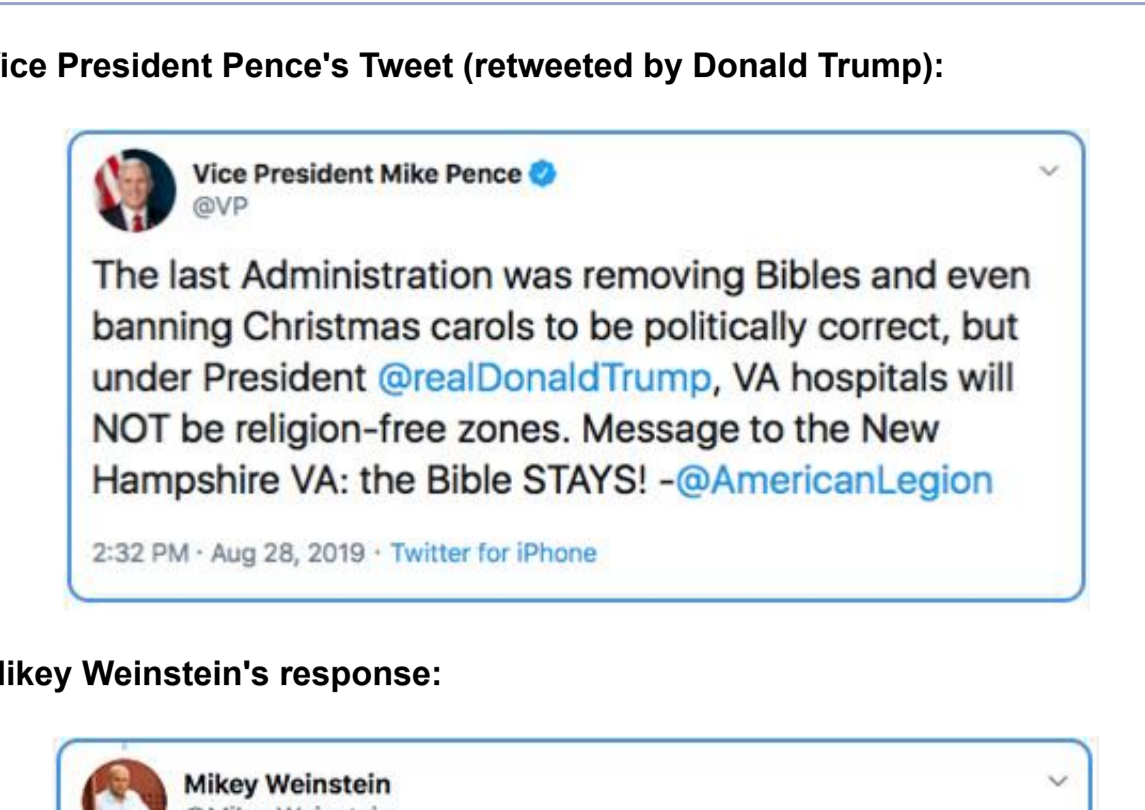 ice President Pence's Tweet (retweeted by Donald Trump):
Vice President Mike Pence
@VP
The last Administration was removing Bibles and even
banning Christmas carols to be politically correct, but
under President @realDonaldTrump, VA hospitals will
NOT be religion-free zones. Message to the New
Hampshire VA: the Bible STAYS! -@AmericanLegion
2:32 PM · Aug 28, 2019 · Twitter for iPhone
likey Weinstein's response:
Mikey Weinstein